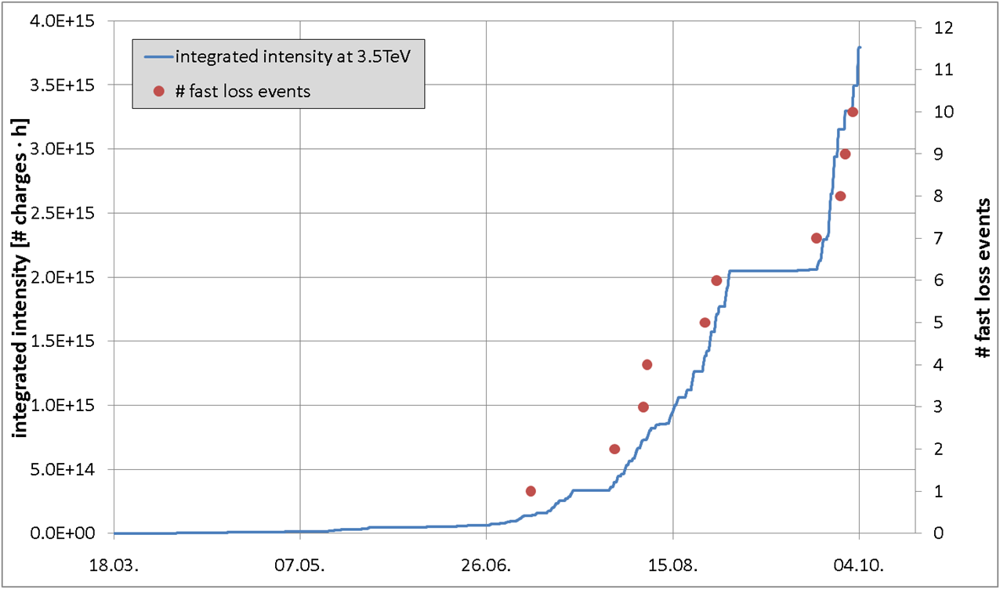 4.0E+15
3.5E+15
3.0E+15
2.5E+15
2.0E+15
1.5E+15
1.0E+15
5.0E+14
0.0E+00
integrated intensity [# charges · h]
integrated intensity at 3.5TeV
# fast loss events
12
11
10
9
8
7
6
5
4
3
2
1
0
# fast loss events
18.03.
07.05.
26.06.
15.08.
04.10.